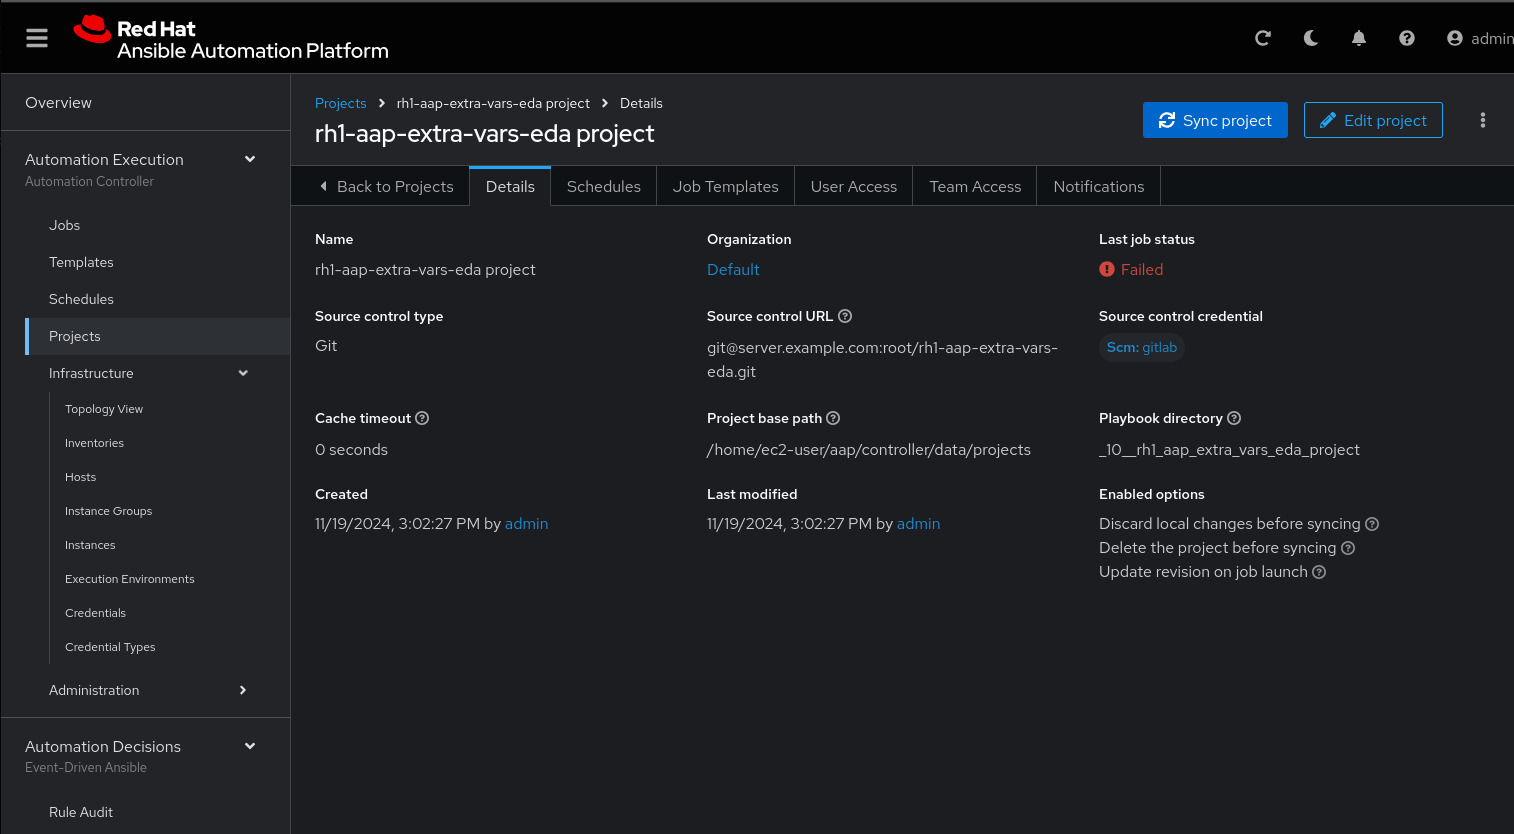 Red Hat
Ansible Automation Platform
admin
Overview
Automation Execution
Automation Controller
Jobs
Templates
Schedules
Projects
Infrastructure
Topology View
Inventories
Hosts
Instance Groups
Instances
Execution Environments
Credentials
Credential Types
Administration
Automation Decisions
Event-Driven Ansible
Rule Audit
Projects > rh1-aap-extra-vars-eda project > Details
rh1-aap-extra-vars-eda project
Sync project Edit project
Back to Projects Details Schedules Job Templates User Access Team Access Notifications
Name
rh1-aap-extra-vars-eda project
Organization
Default
Last job status
Failed
Source control type
Git
Source control URL
git@server.example.com:root/rh1-aap-extra-vars-
eda.git
Source control credential
Scm: gitlab
Cache timeout
0 seconds
Project base path
/home/ec2-user/aap/controller/data/projects
Playbook directory
_10__rh1_aap_extra_vars_eda_project
Created
11/19/2024, 3:02:27 PM by admin
Last modified
11/19/2024, 3:02:27 PM by admin
Enabled options
Discard local changes before syncing
Delete the project before syncing
Update revision on job launch